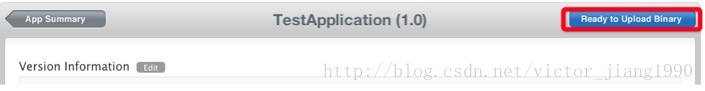 App Summary
TestApplication (1.0)
Ready to Upload Binary
Version Information Edit
http://blog.csdn.net/victor_jiang1990